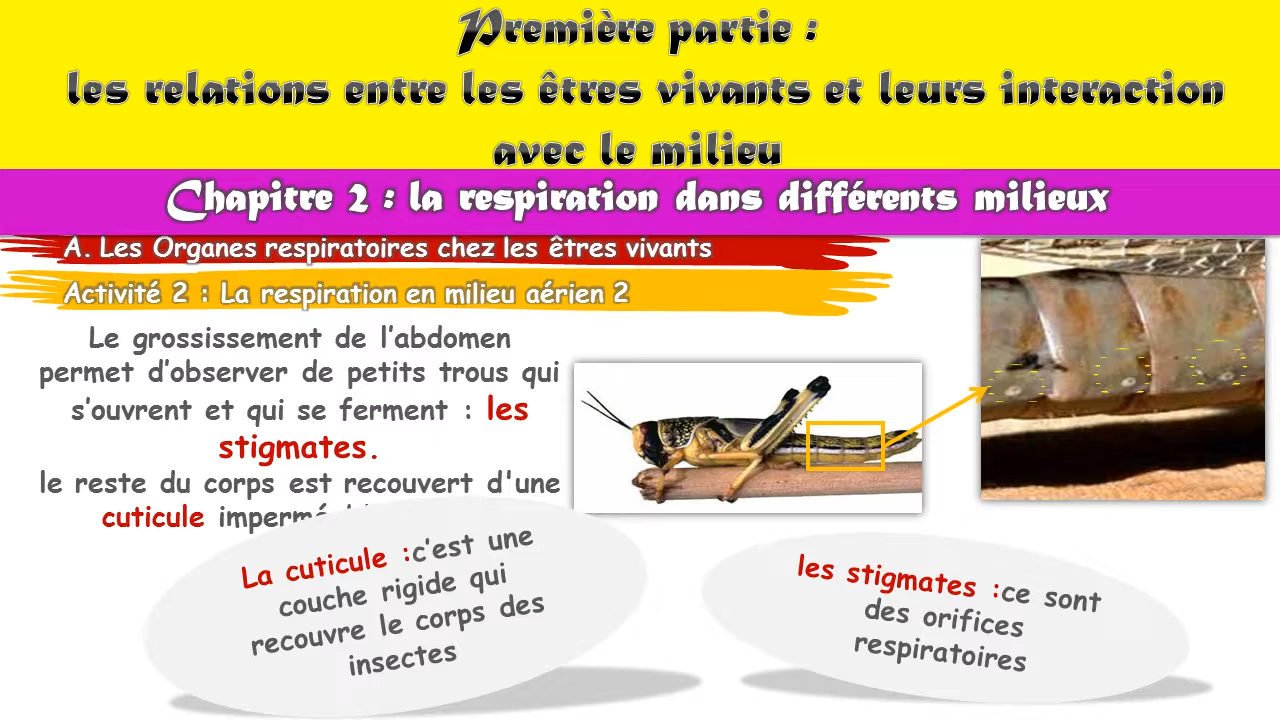 Première partie :
les relations entre les êtres vivants et leurs interaction
avec le milieu
Chapitre 2 : la respiration dans différents milieux
A. Les Organes respiratoires chez les êtres vivants
Activité 2 : La respiration en milieu aérien 2
Le grossissement de l’abdomen
permet d’observer de petits trous qui
s’ouvrent et qui se ferment : les
stigmates.
le reste du corps est recouvert d'une
cuticule
La cuticule :c’est une
couche rigide qui
recouvre le corps des
insectes
les stigmates :ce sont
des orifices
respiratoires